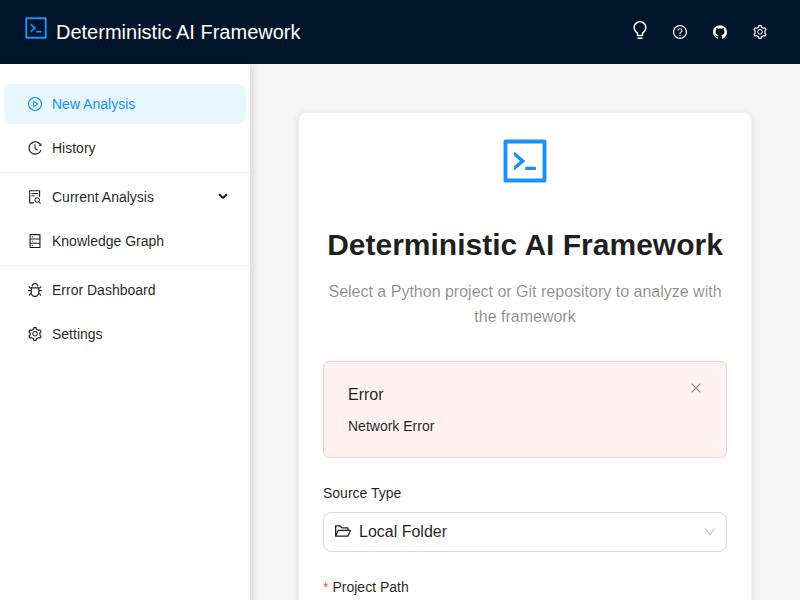 Deterministic AI Framework
New Analysis
History
Current Analysis
Knowledge Graph
Error Dashboard
Settings
Deterministic AI Framework
Select a Python project or Git repository to analyze with
the framework
Error
Network Error
Source Type
Local Folder
* Project Path